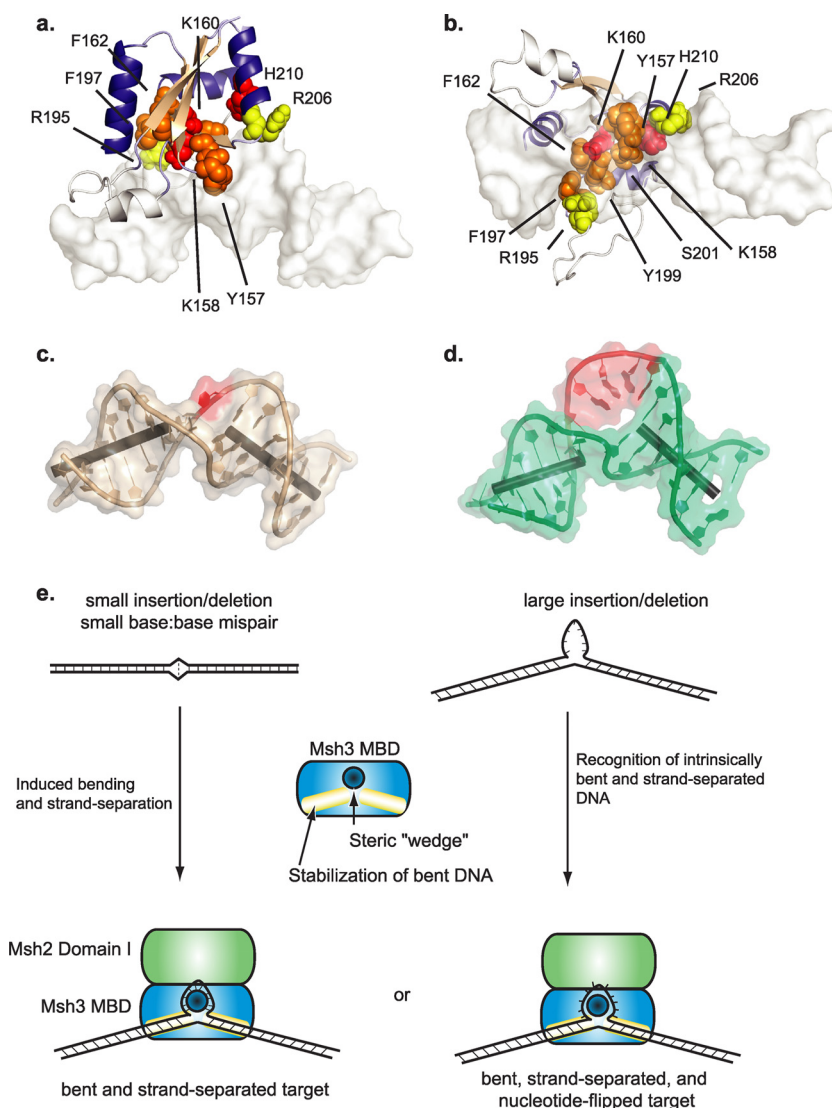 a.
K160
F162
F197
R195
H210
R206
K158
Y157
b.
K160
Y157
H210
F162
R206
F197
R195
Y199
S201
K158
c.
d.
e.
small insertion/deletion
small base:base mispair
large insertion/deletion
Induced bending
and strand-separation
Msh3 MBD
Steric "wedge"
Stabilization of bent DNA
Recognition of intrinsically
bent and strand-separated
DNA
Msh2 Domain I
Msh3 MBD
or
bent and strand-separated target
bent, strand-separated, and
nucleotide-flipped target